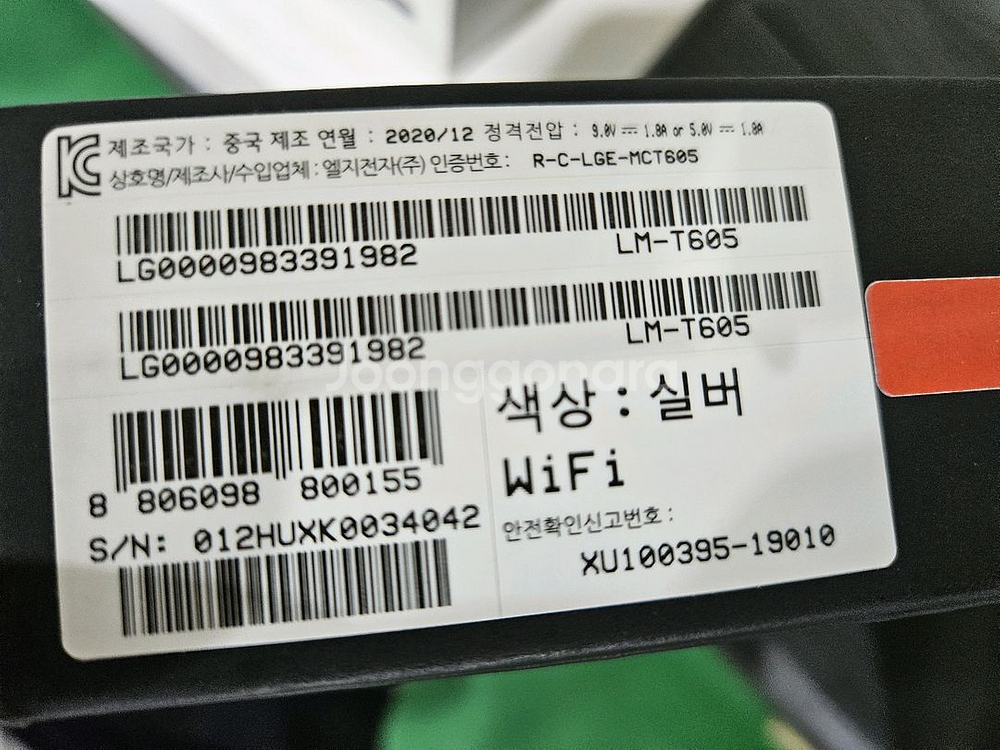 제조국가 : 중국 제조 연월 : 2020/12 정격전압 : 9.0V ⎓ 1.8A or 5.0V ⎓ 1.8A
상호명/제조사/수입업체 : 엘지전자(주) 인증번호 : R-C-LGE-MCT605
LG0000983391982 LM-T605
LG0000983391982 LM-T605
Joonggonara
색상 : 실버
WiFi
8 806098 800155
S/N: 012HUXK0034042
안전확인신고번호 :
XU100395-19010